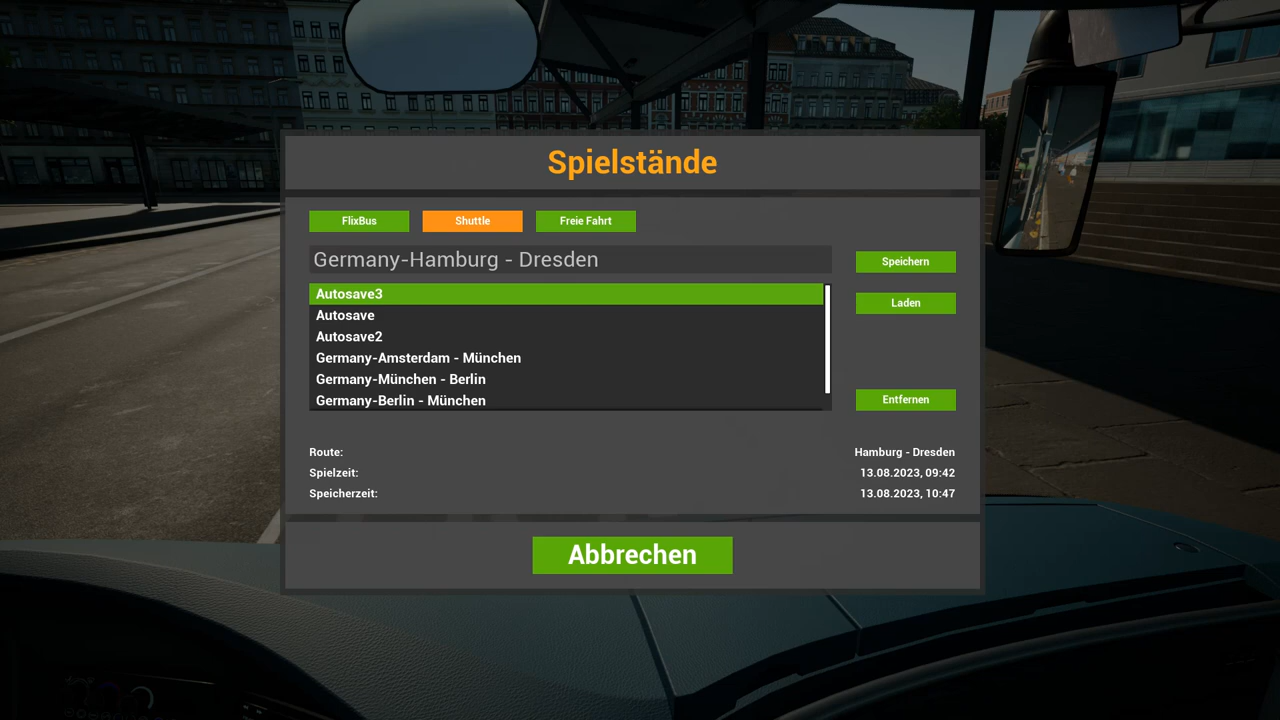 Spielstände
FlixBus Shuttle Freie Fahrt
Germany-Hamburg - Dresden
Speichern
Autosave3
Laden
Autosave
Autosave2
Germany-Amsterdam - München
Germany-München - Berlin
Germany-Berlin - München
Entfernen
Route: Hamburg - Dresden
Spielzeit: 13.08.2023, 09:42
Speicherzeit: 13.08.2023, 10:47
Abbrechen